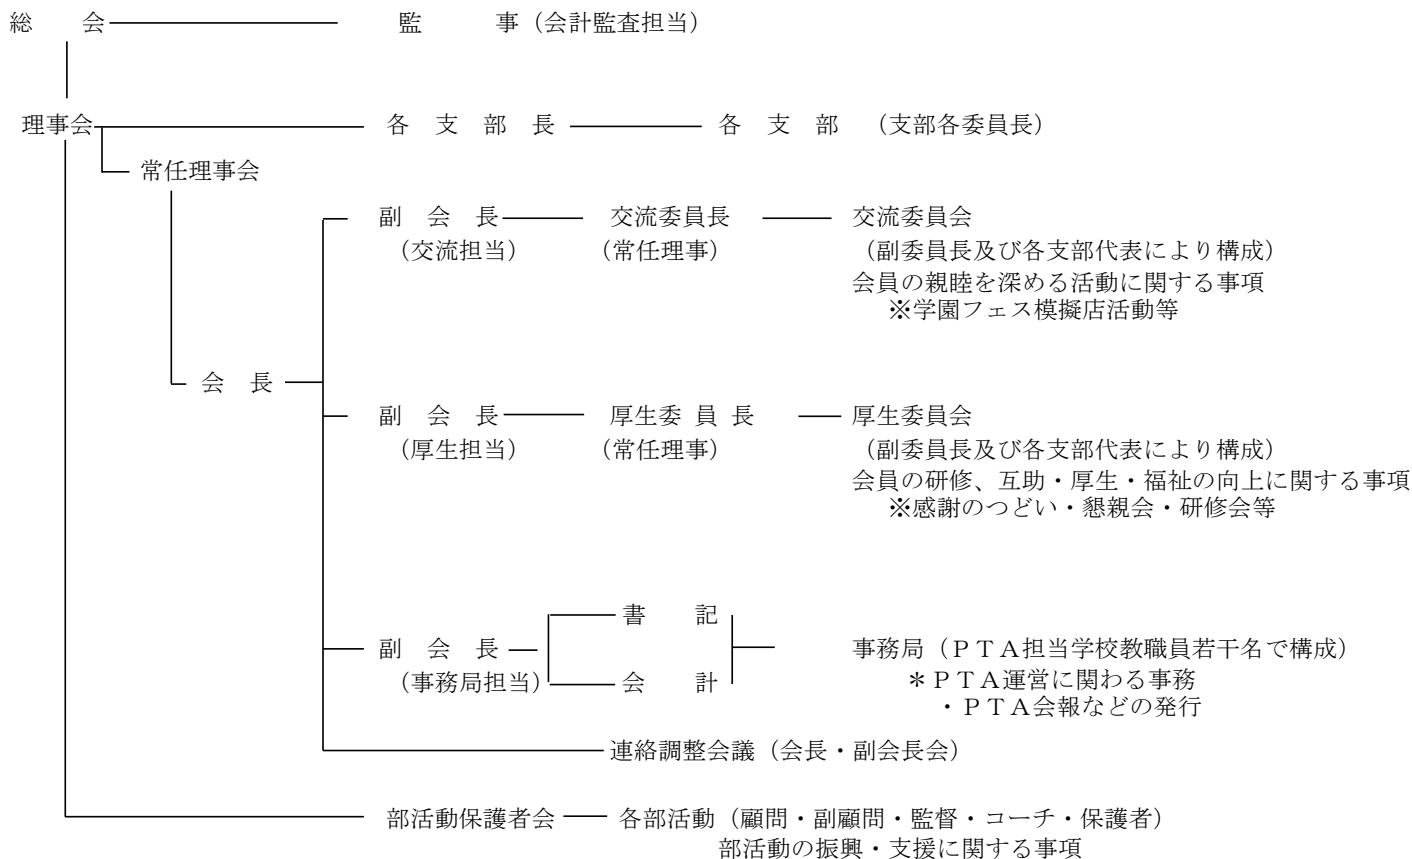 総　会　監　事（会計監査担当）
理事会　各　支　部　長　各　支　部　（支部各委員長）
常任理事会
副　会　長　交流委員長　交流委員会
（交流担当）　（常任理事）　（副委員長及び各支部代表により構成）
会員の親睦を深める活動に関する事項
※学園フェス模擬店活動等
会　長
副　会　長　厚生委 員 長　厚生委員会
（厚生担当）　（常任理事）　（副委員長及び各支部代表により構成）
会員の研修、互助・厚生・福祉の向上に関する事項
※感謝のつどい・懇親会・研修会等
書　記
副　会　長　事務局（ＰＴＡ担当学校教職員若干名で構成）
（事務局担当）　会　計　＊ＰＴＡ運営に関わる事務
・ＰＴＡ会報などの発行
連絡調整会議（会長・副会長会）
部活動保護者会　各部活動（顧問・副顧問・監督・コーチ・保護者）
部活動の振興・支援に関する事項